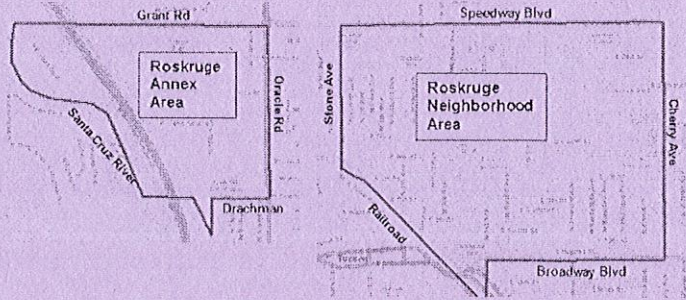 Grant Rd
Roskruge
Annex
Area
Oracle Rd
Santa Cruz River
Drachman
Speedway Blvd
Stone Ave
Roskruge
Neighborhood
Area
Cherry Ave
Railroad
Broadway Blvd